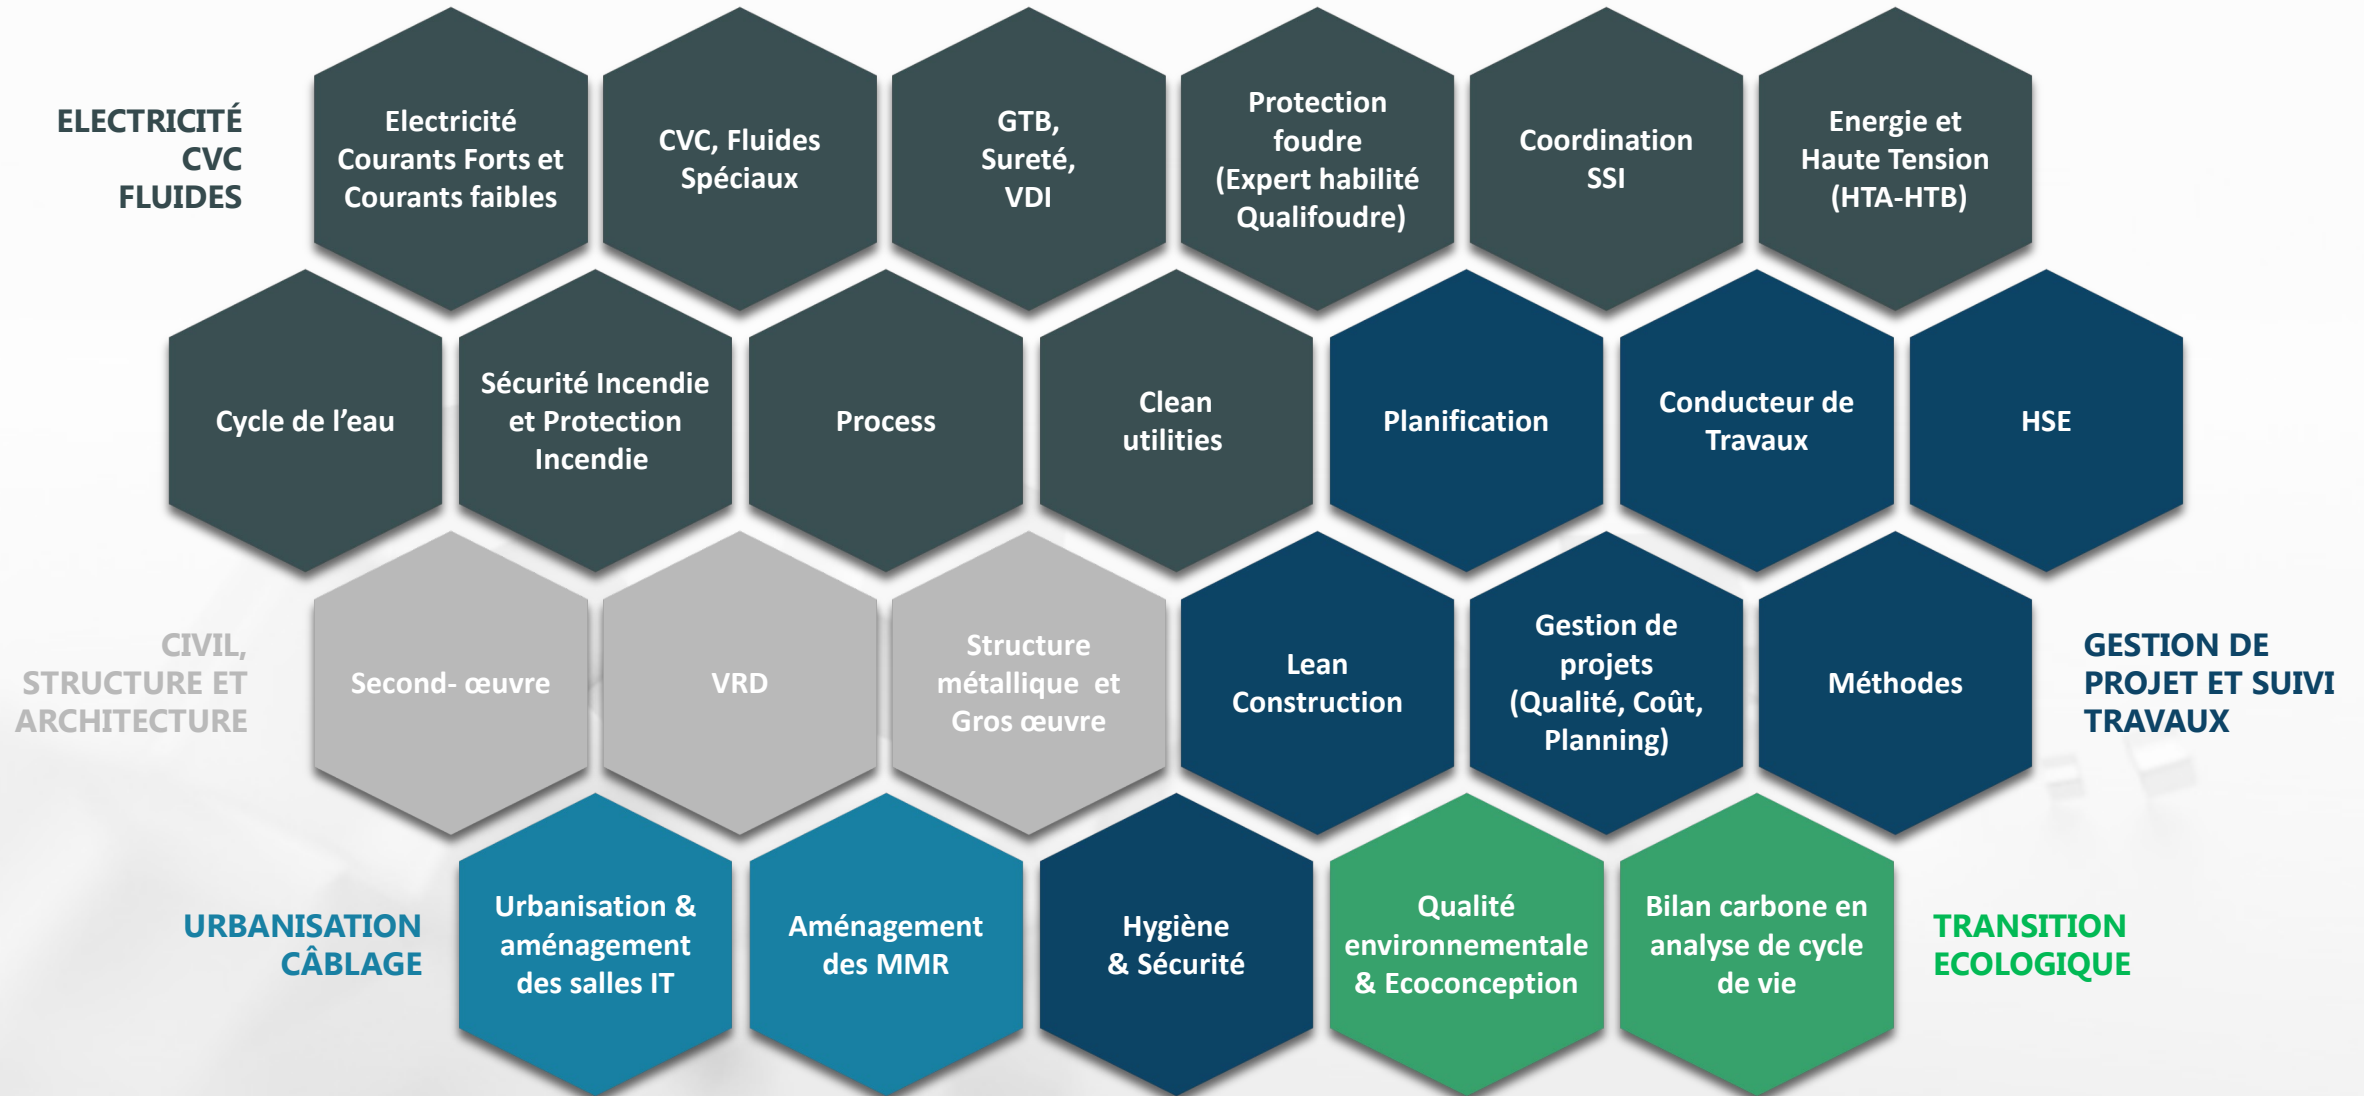 ELECTRICITÉ
CVC
FLUIDES
Electricité
Courants Forts et
Courants faibles
CVC, Fluides
Spéciaux
GTB,
Sureté,
VDI
Protection
foudre
(Expert habilité
Qualifoudre)
Coordination
SSI
Energie et
Haute Tension
(HTA-HTB)
Cycle de l’eau
Sécurité Incendie
et Protection
Incendie
Process
Clean
utilities
Planification
Conducteur de
Travaux
HSE
CIVIL,
STRUCTURE ET
ARCHITECTURE
Second- œuvre
VRD
Structure
métallique  et
Gros œuvre
Lean
Construction
Gestion de
projets
(Qualité, Coût,
Planning)
Méthodes
GESTION DE
PROJET ET SUIVI
TRAVAUX
URBANISATION
CÂBLAGE
Urbanisation &
aménagement
des salles IT
Aménagement
des MMR
Hygiène
& Sécurité
Qualité
environnementale
& Ecoconception
Bilan carbone en
analyse de cycle
de vie
TRANSITION
ECOLOGIQUE